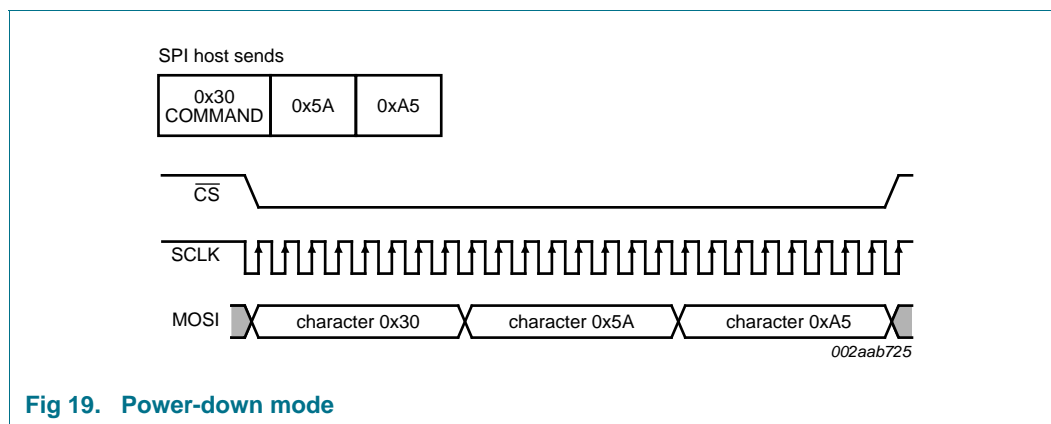 SPI host sends
0x30
COMMAND
0x5A
0xA5
CS
SCLK
MOSI
character 0x30
character 0x5A
character 0xA5
002aab725
Fig 19. Power-down mode